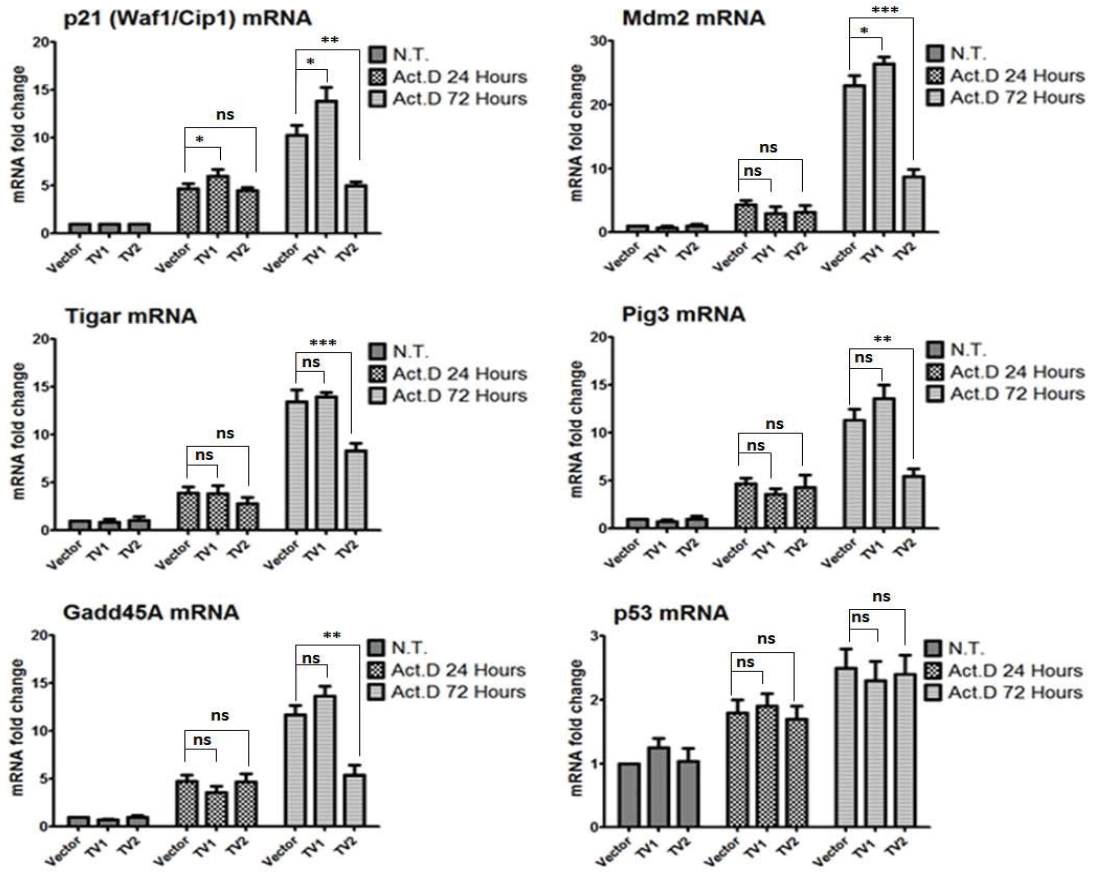 p21 (Waf1/Cip1) mRNA
mRNA fold change
20
15
10
5
0
ns
*
*
**
N.T.
Act.D 24 Hours
Act.D 72 Hours
Vector TV1 TV2 Vector TV1 TV2 Vector TV1 TV2
Mdm2 mRNA
mRNA fold change
30
20
10
0
ns
ns
*
***
N.T.
Act.D 24 Hours
Act.D 72 Hours
Vector TV1 TV2 Vector TV1 TV2 Vector TV1 TV2
Tigar mRNA
mRNA fold change
20
15
10
5
0
ns
ns
***
ns
N.T.
Act.D 24 Hours
Act.D 72 Hours
Vector TV1 TV2 Vector TV1 TV2 Vector TV1 TV2
Pig3 mRNA
mRNA fold change
20
15
10
5
0
ns
ns
**
ns
N.T.
Act.D 24 Hours
Act.D 72 Hours
Vector TV1 TV2 Vector TV1 TV2 Vector TV1 TV2
Gadd45A mRNA
mRNA fold change
20
15
10
5
0
ns
ns
**
ns
N.T.
Act.D 24 Hours
Act.D 72 Hours
Vector TV1 TV2 Vector TV1 TV2 Vector TV1 TV2
p53 mRNA
mRNA fold change
3
2
1
0
ns
ns
ns
ns
N.T.
Act.D 24 Hours
Act.D 72 Hours
Vector TV1 TV2 Vector TV1 TV2 Vector TV1 TV2